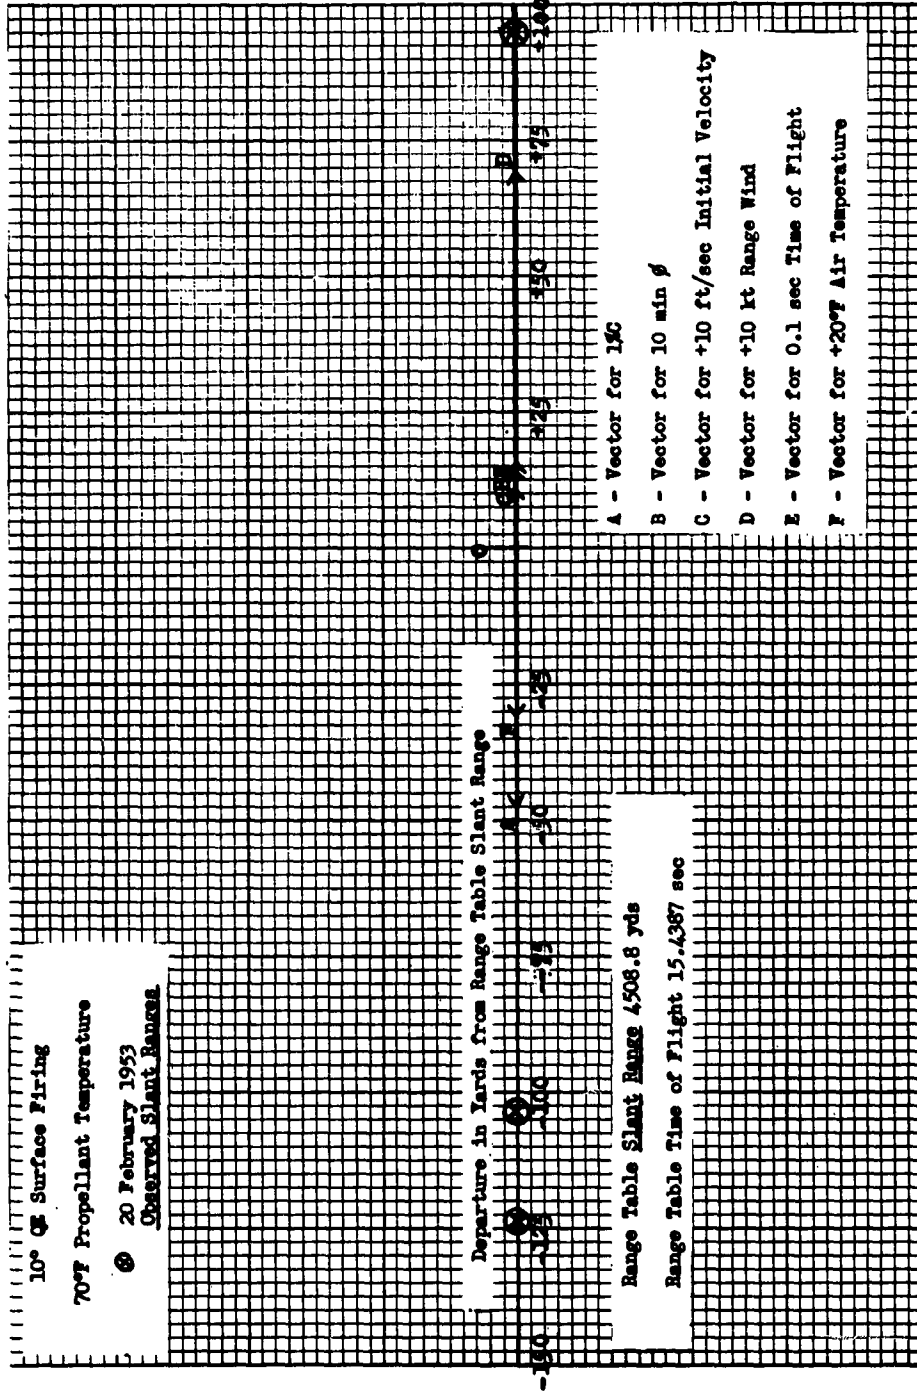 10° QE Surface Firing
70°F Propellant Temperature
⊗ 20 February 1953
Observed Slant Ranges
Departure in Yards from Range Table Slant Range
-150 -125 -100 -75 -50 -25 0 +25 +50 +75 +100
A
D
Range Table Slant Range 4508.8 yds
Range Table Time of Flight 15.4387 sec
A - Vector for 1%C
B - Vector for 10 min ø
C - Vector for +10 ft/sec Initial Velocity
D - Vector for +10 kt Range Wind
E - Vector for 0.1 sec Time of Flight
F - Vector for +20°F Air Temperature